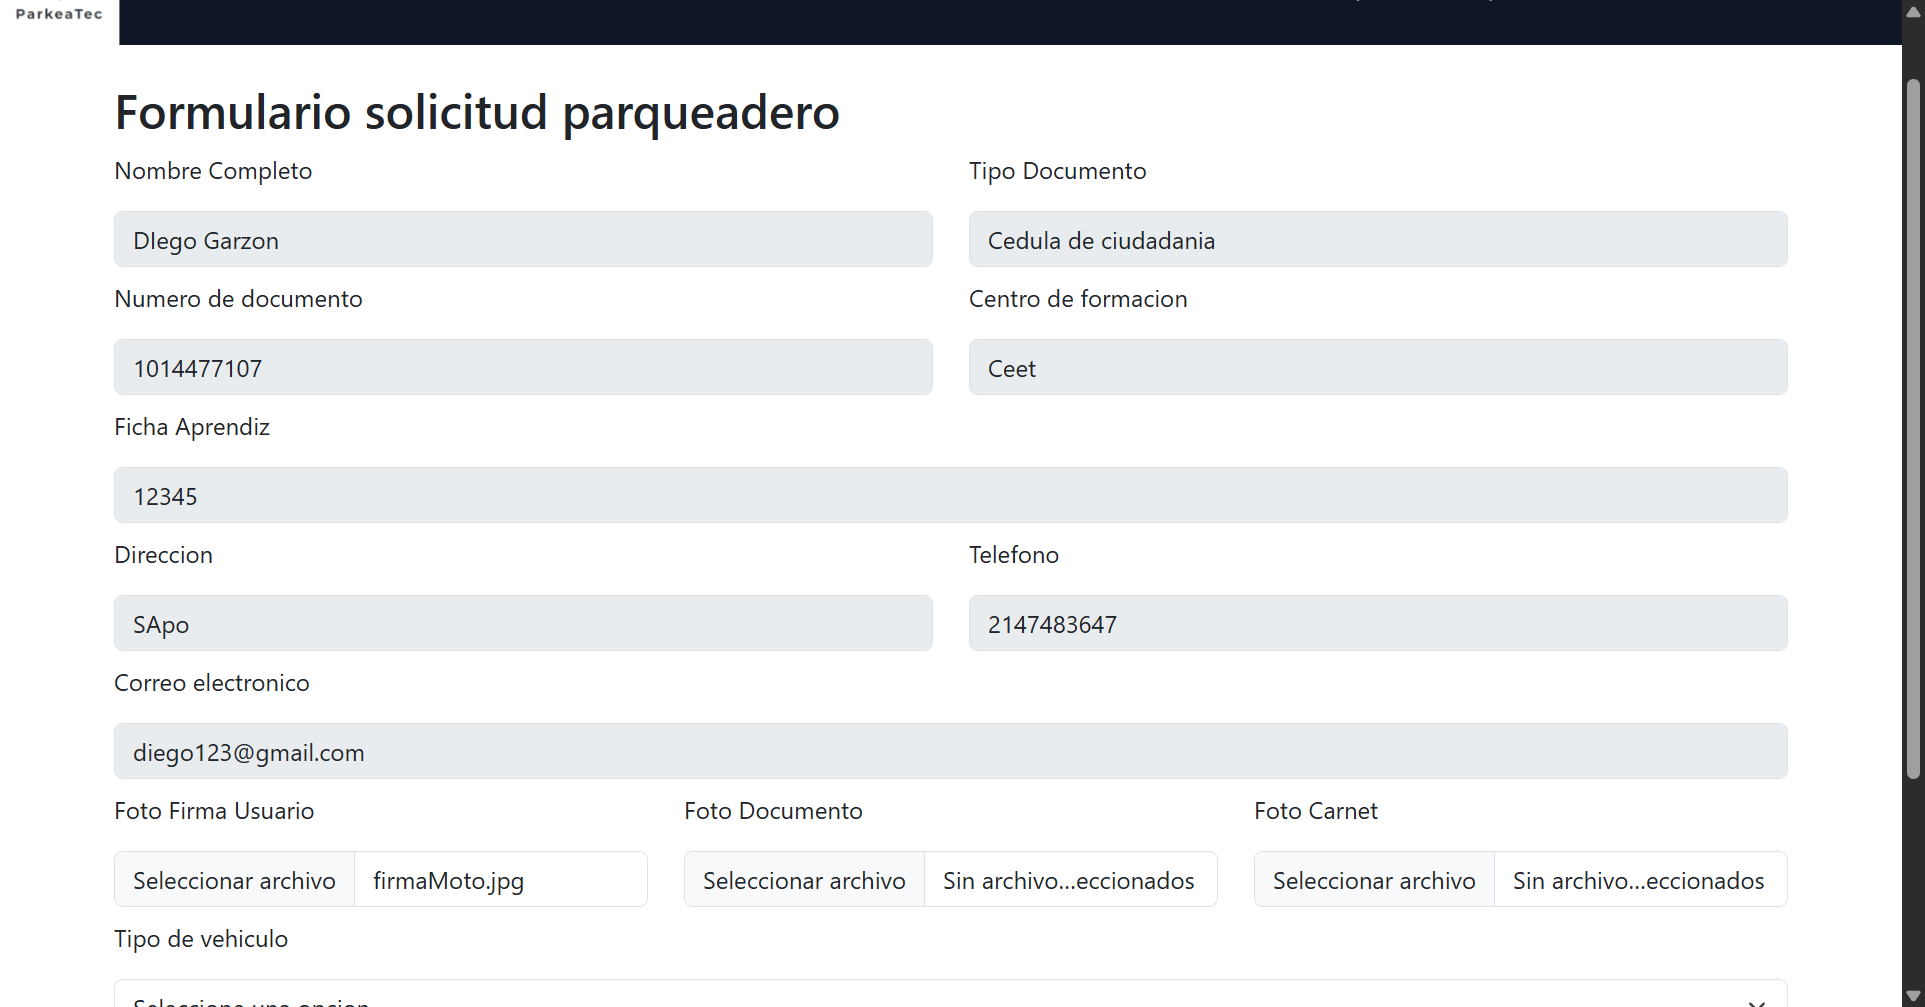 ParkeaTec
Formulario solicitud parqueadero
Nombre Completo
Tipo Documento
DIego Garzon
Cedula de ciudadania
Numero de documento
Centro de formacion
1014477107
Ceet
Ficha Aprendiz
12345
Direccion
Telefono
SApo
2147483647
Correo electronico
diego123@gmail.com
Foto Firma Usuario
Foto Documento
Foto Carnet
Seleccionar archivo firmaMoto.jpg
Seleccionar archivo Sin archivo...eccionados
Seleccionar archivo Sin archivo...eccionados
Tipo de vehiculo
Seleccione una opcion